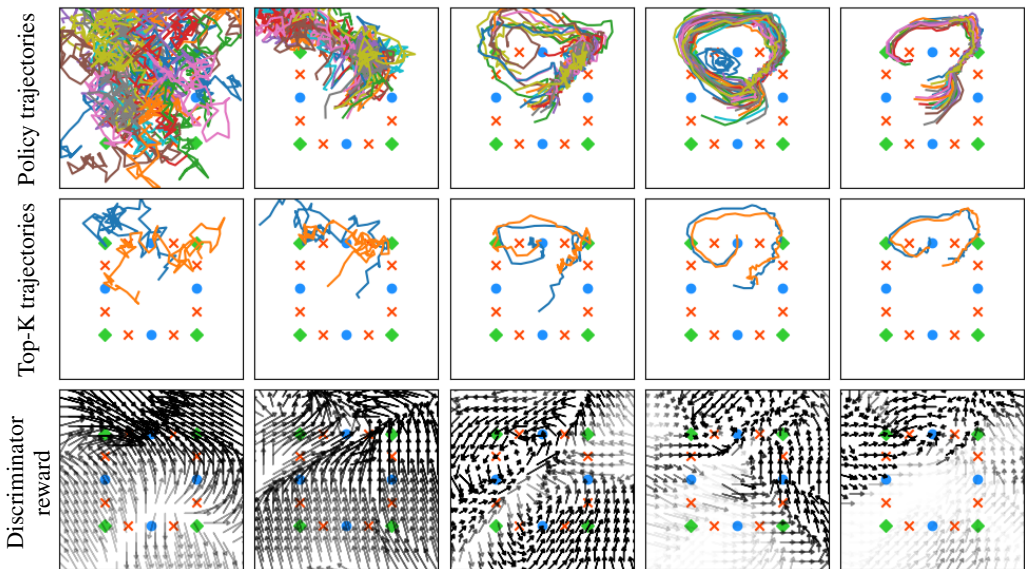 Policy trajectories
Top-K trajectories
Discriminator
reward